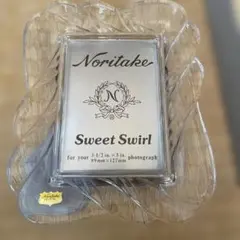 Noritake
N
Sweet Swirl
for your 3-1/2 in × 5 in photograph
89mm×127mm